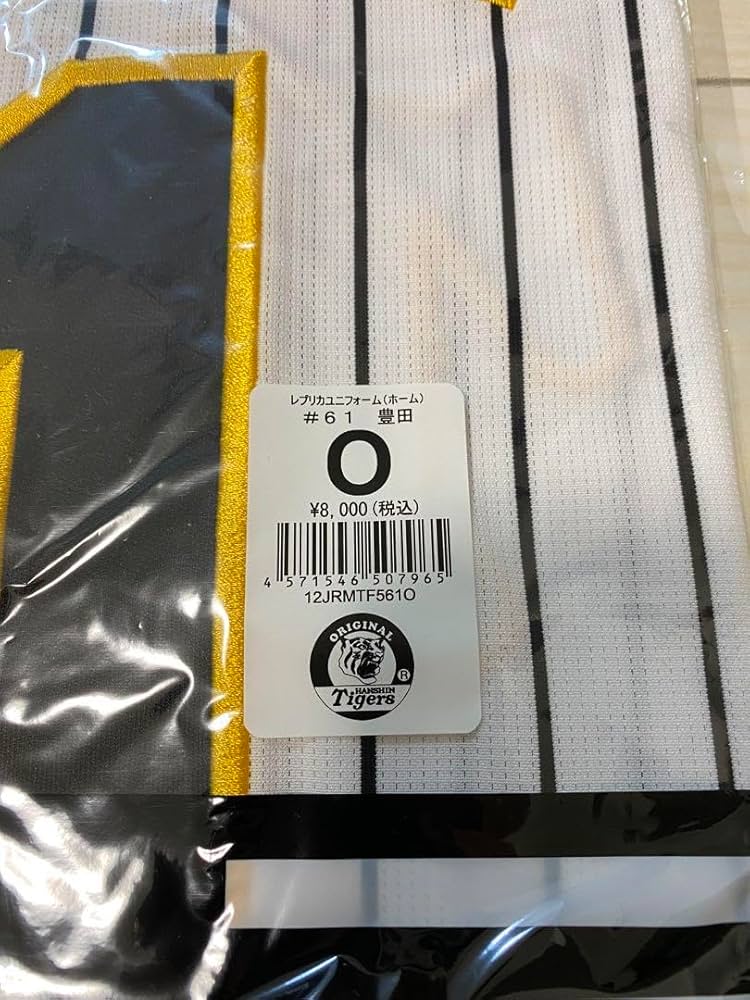 レプリカユニフォーム(ホーム)
#61 豊田
O
¥8,000(税込)
4 571546 507965
12JRMTF561O
ORIGINAL
®
HANSHIN
Tigers